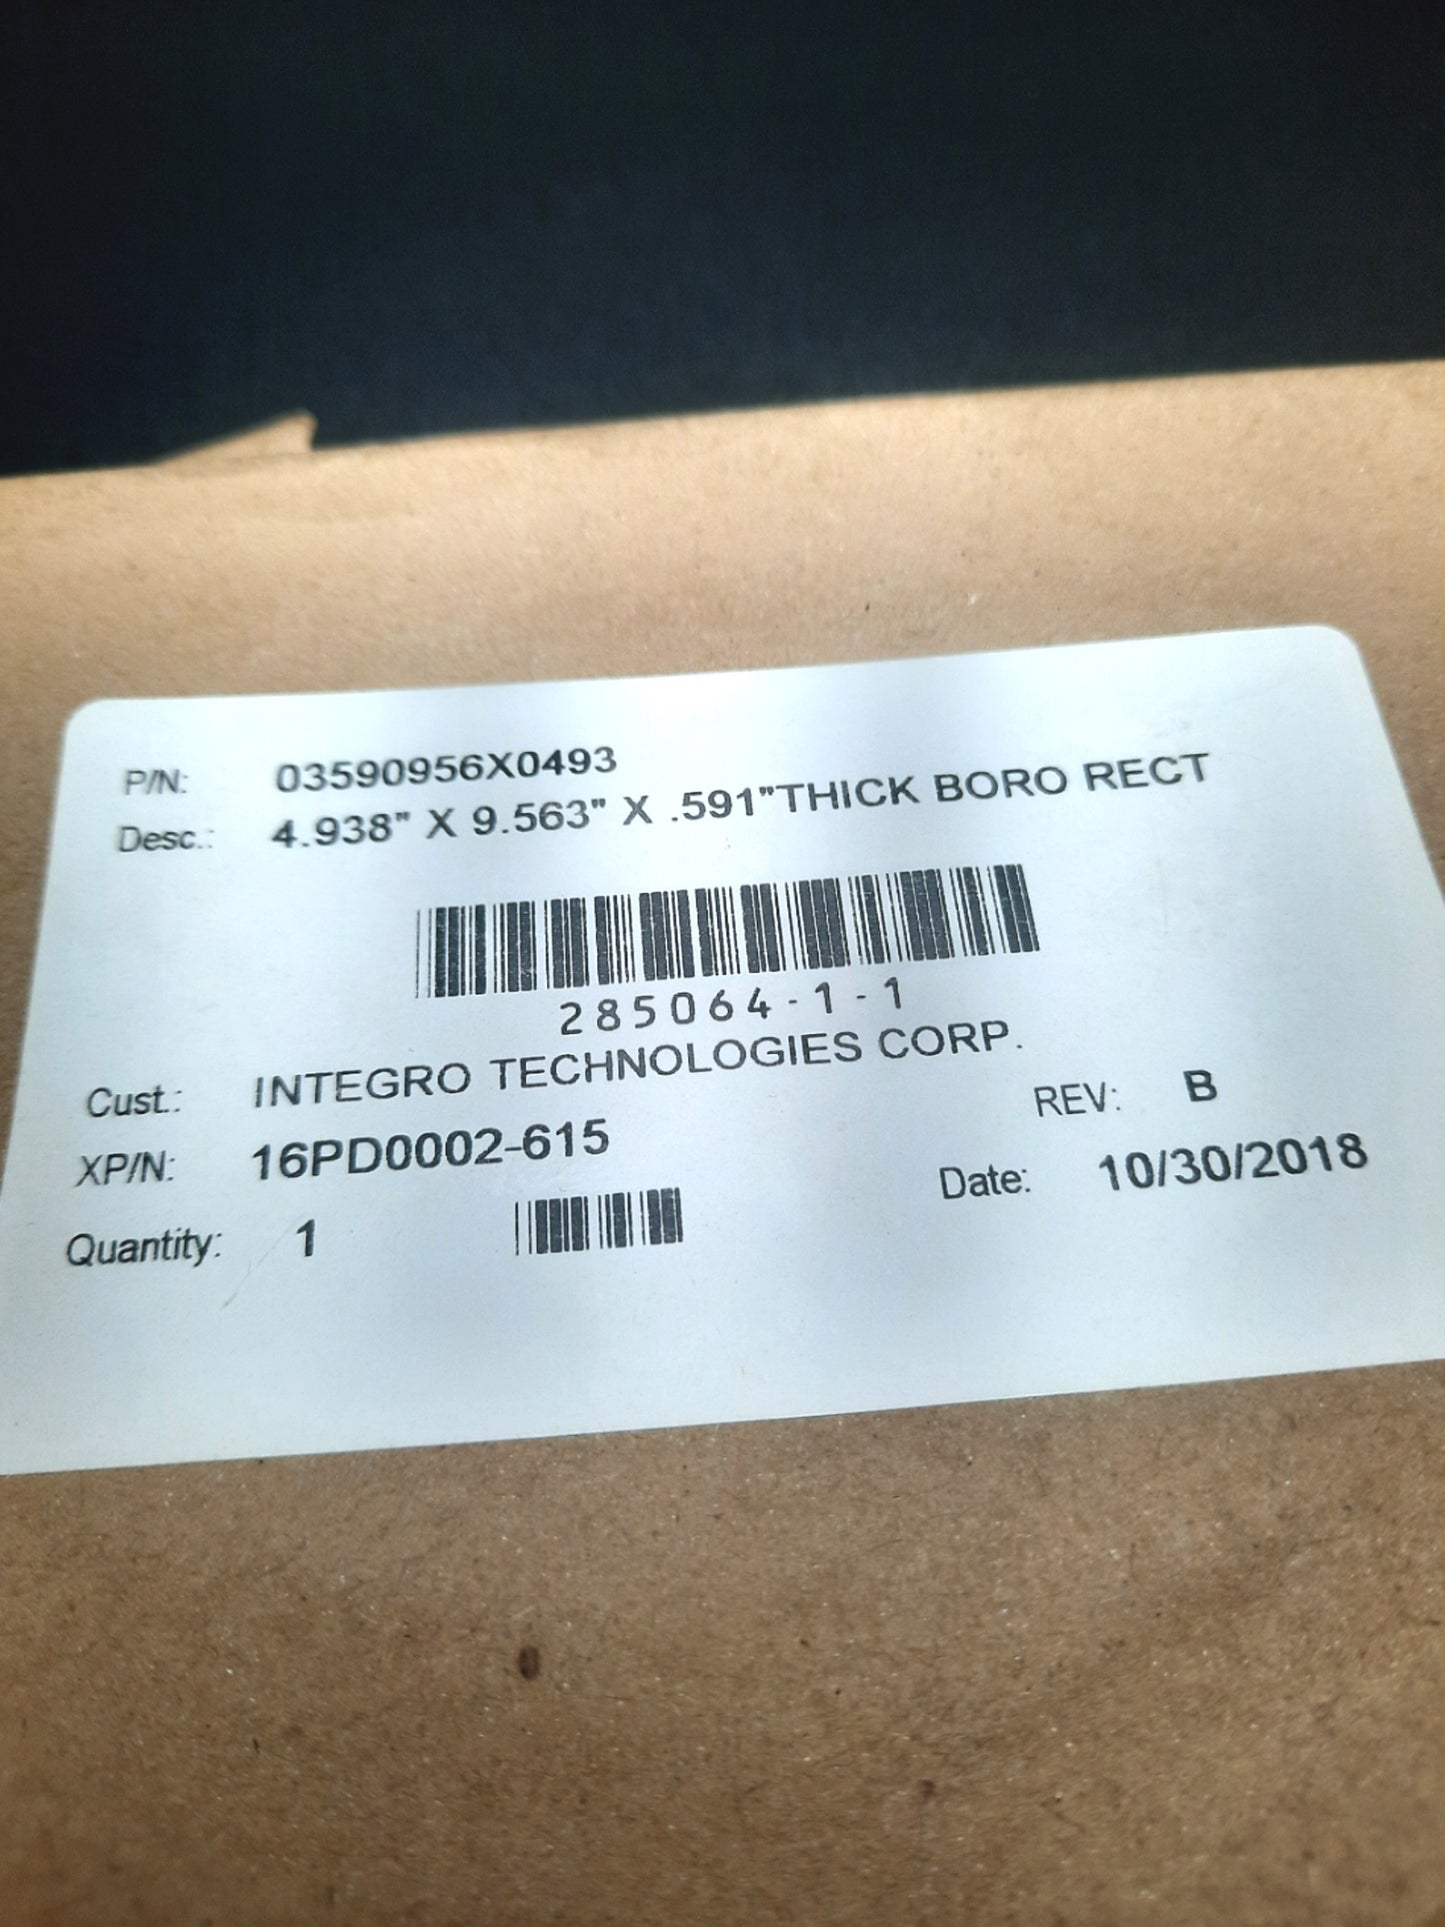 P/N: 03590956X0493
Desc.: 4.938" X 9.563" X .591"THICK BORO RECT
285064-1-1
Cust.: INTEGRO TECHNOLOGIES CORP.
XP/N: 16PD0002-615 REV: B
Quantity: 1 Date: 10/30/2018